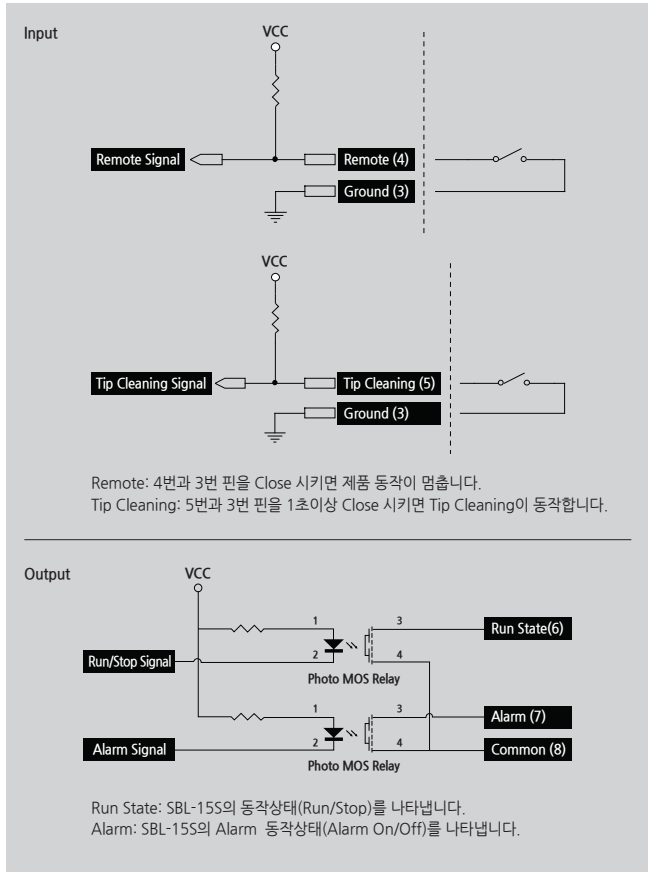 Input
VCC
Remote Signal
Remote (4)
Ground (3)
VCC
Tip Cleaning Signal
Tip Cleaning (5)
Ground (3)
Remote: 4번과 3번 핀을 Close 시키면 제품 동작이 멈춥니다.
Tip Cleaning: 5번과 3번 핀을 1초이상 Close 시키면 Tip Cleaning이 동작합니다.
Output
VCC
1
3
Run State(6)
Run/Stop Signal
2
4
Photo MOS Relay
1
3
Alarm (7)
Alarm Signal
2
4
Common (8)
Photo MOS Relay
Run State: SBL-15S의 동작상태(Run/Stop)를 나타냅니다.
Alarm: SBL-15S의 Alarm 동작상태(Alarm On/Off)를 나타냅니다.